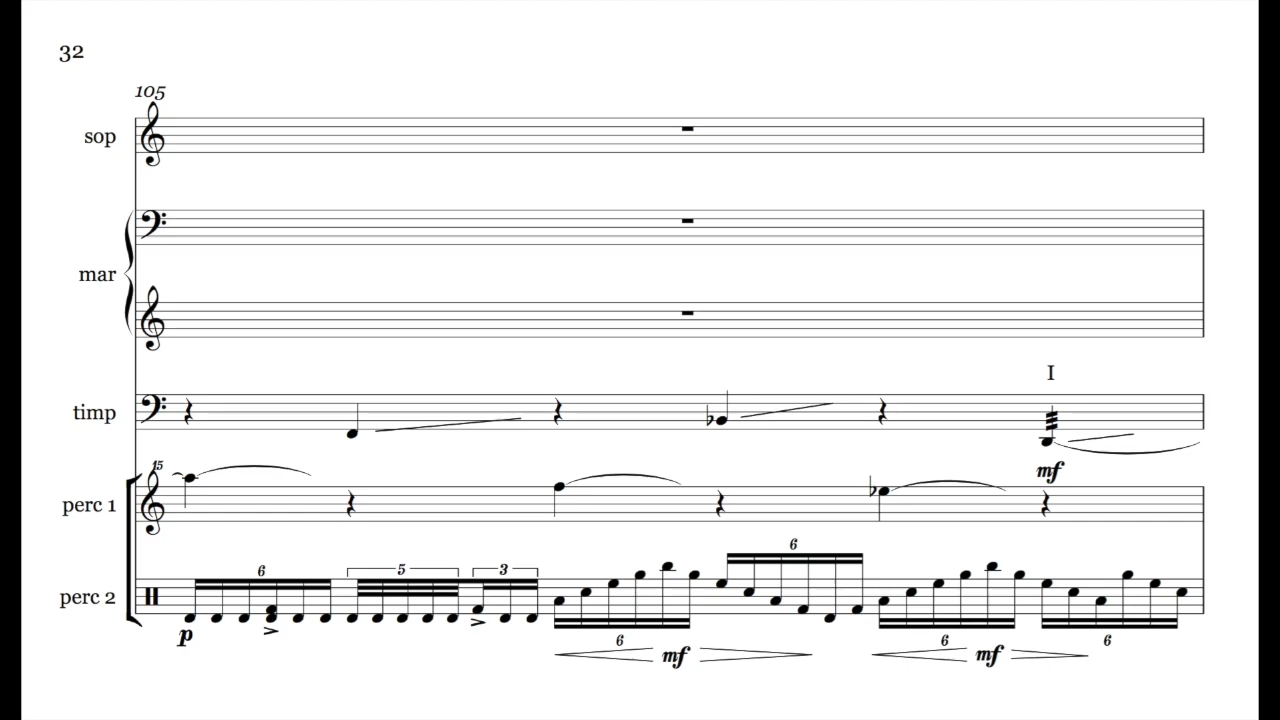 32
105
sop
mar
I
timp
mf
15
perc 1
6
6 5 3
perc 2
p
6 6 6
mf mf